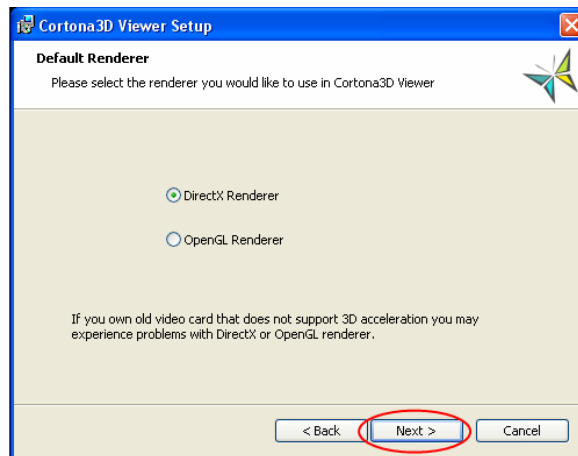 Cortona3D Viewer Setup
Default Renderer
Please select the renderer you would like to use in Cortona3D Viewer
DirectX Renderer
OpenGL Renderer
If you own old video card that does not support 3D acceleration you may
experience problems with DirectX or OpenGL renderer.
< Back
Next >
Cancel